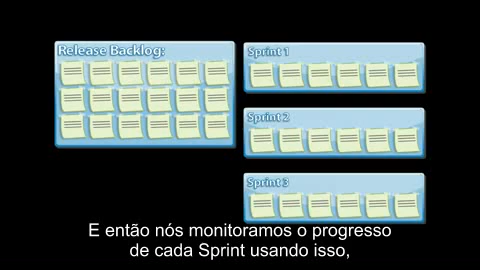 Release Backlog:
Sprint 1
Sprint 2
Sprint 3
E então nós monitoramos o progresso
de cada Sprint usando isso,